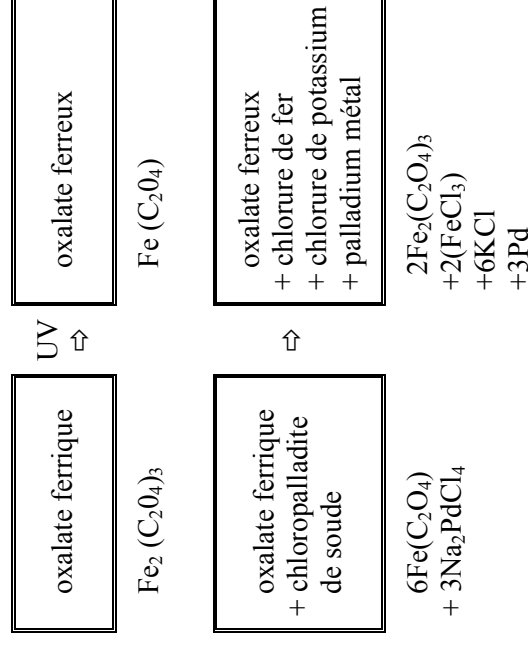 oxalate ferrique
UV
⇨
oxalate ferreux
Fe₂ (C₂0₄)₃
Fe (C₂0₄)
oxalate ferrique
+ chloropalladite
de soude
⇨
oxalate ferreux
+ chlorure de fer
+ chlorure de potassium
+ palladium métal
6Fe(C₂O₄)
+ 3Na₂PdCl₄
2Fe₂(C₂O₄)₃
+2(FeCl₃)
+6KCl
+3Pd